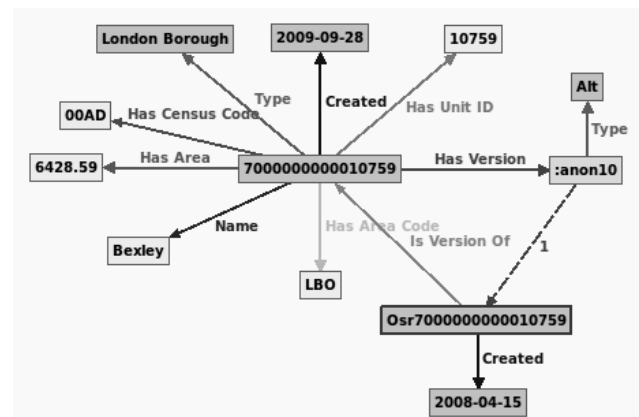 London Borough
2009-09-28
10759
Alt
Type
Created
Has Unit ID
00AD
Has Census Code
Type
6428.59
Has Area
7000000000010759
Has Version
:anon10
Name
Has Area Code
Is Version Of
1
Bexley
LBO
Osr7000000000010759
Created
2008-04-15